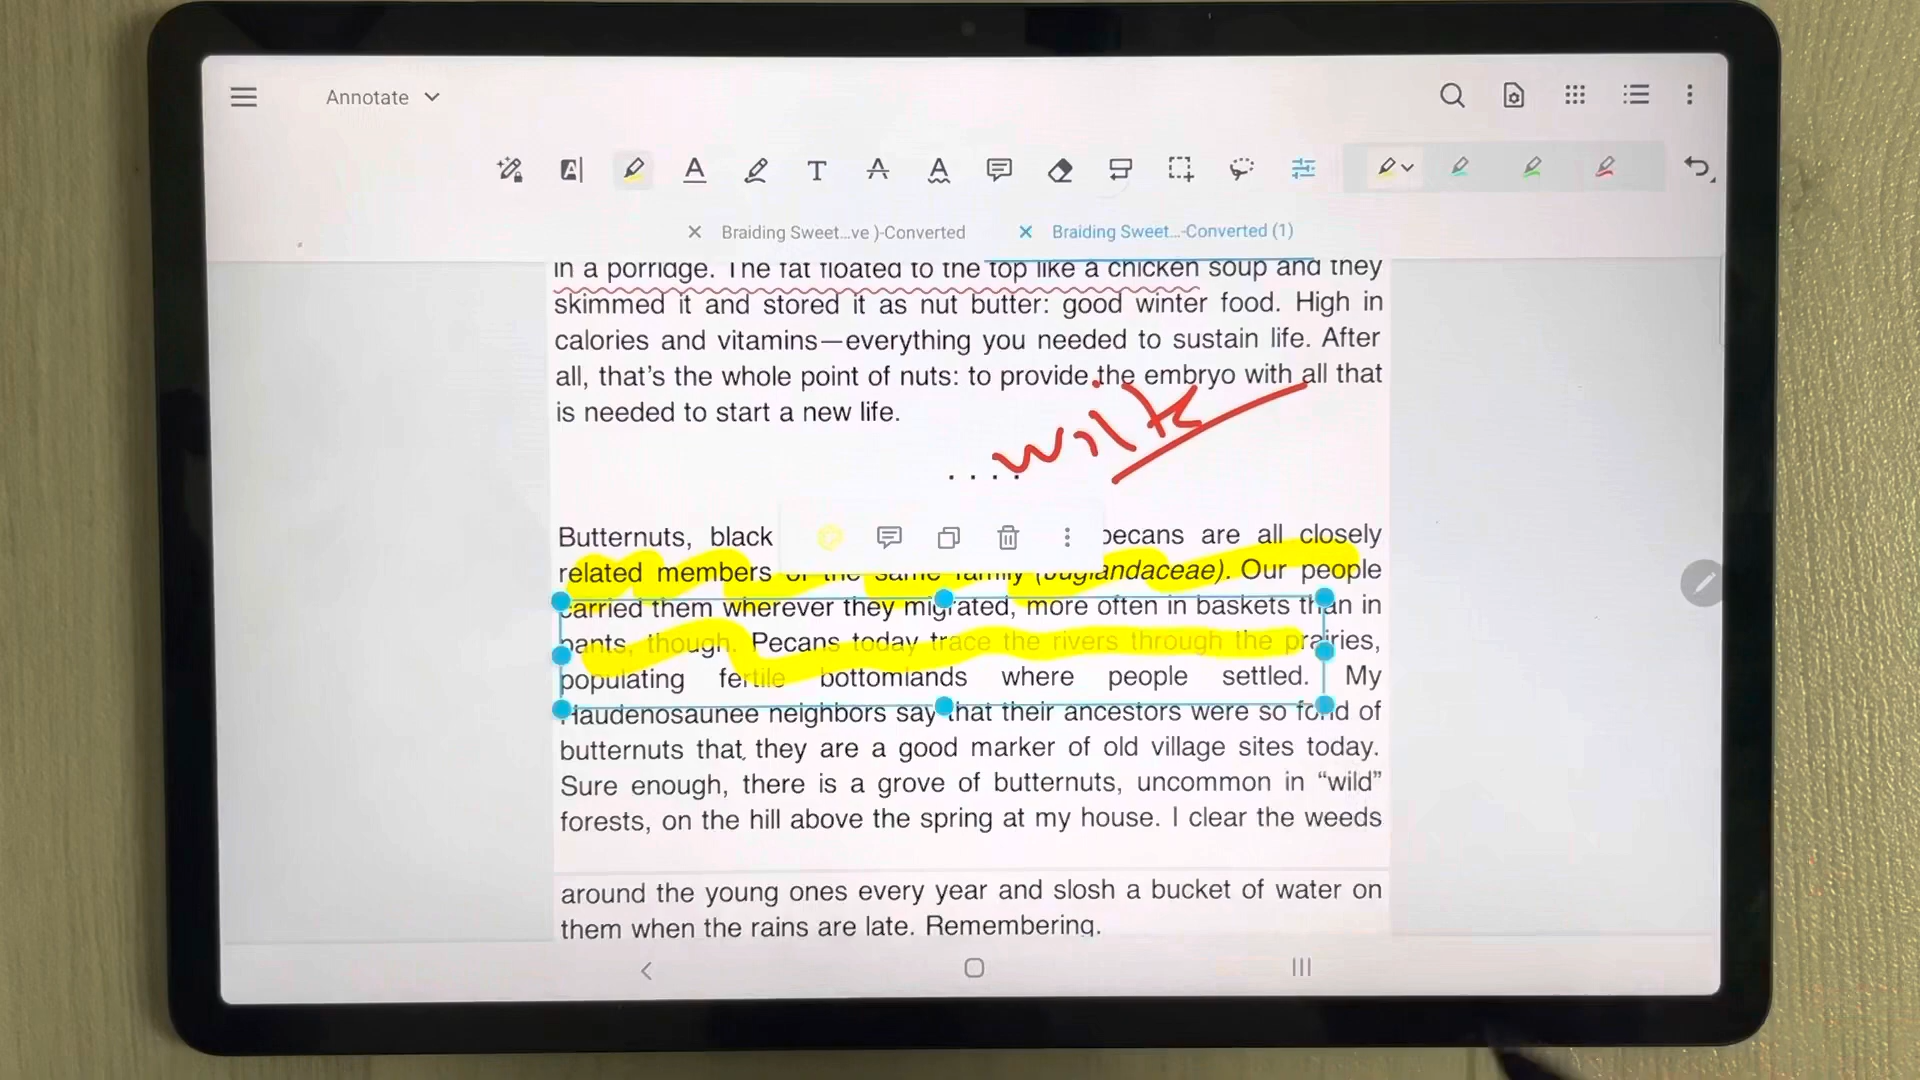 Annotate
Braiding Sweet...ve )-Converted
Braiding Sweet...-Converted (1)
in a porridge. The fat floated to the top like a chicken soup and they
skimmed it and stored it as nut butter: good winter food. High in
calories and vitamins—everything you needed to sustain life. After
all, that's the whole point of nuts: to provide the embryo with all that
is needed to start a new life.
....
Butternuts, black pecans are all closely
related members of the same family (Juglandaceae). Our people
carried them wherever they migrated, more often in baskets than in
pants, though. Pecans today trace the rivers through the prairies,
populating fertile bottomlands where people settled. My
Haudenosaunee neighbors say that their ancestors were so fond of
butternuts that they are a good marker of old village sites today.
Sure enough, there is a grove of butternuts, uncommon in “wild”
forests, on the hill above the spring at my house. I clear the weeds
around the young ones every year and slosh a bucket of water on
them when the rains are late. Remembering.